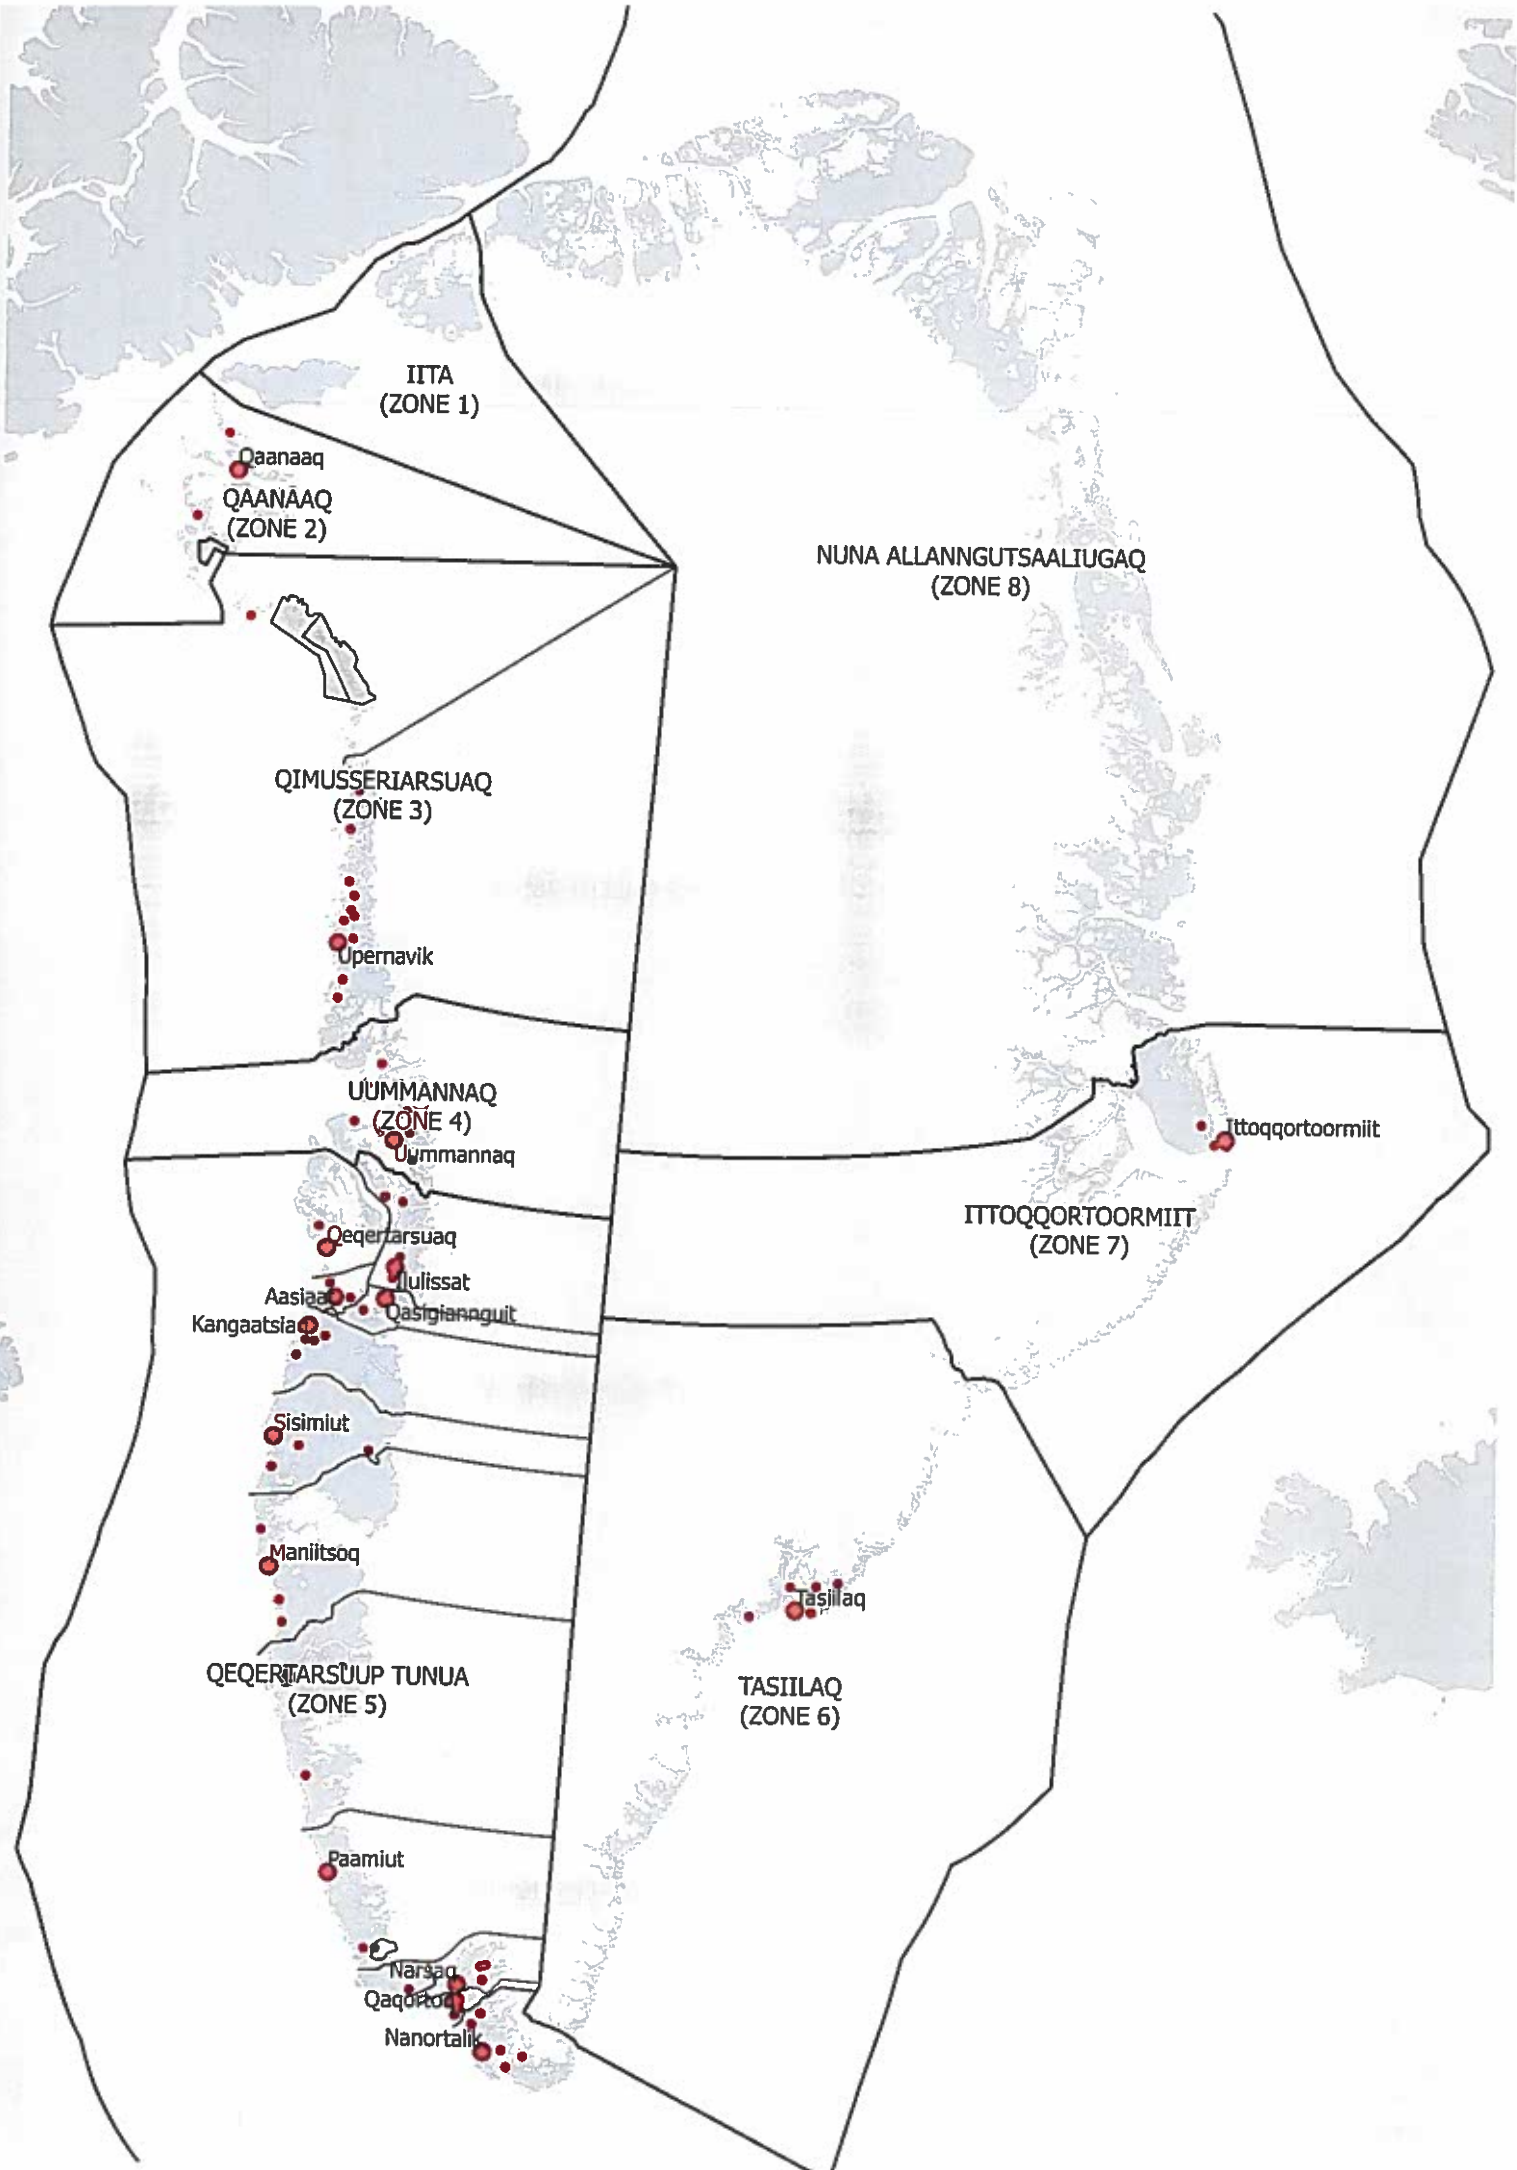 IITA
(ZONE 1)
Qaanaaq
QAANAAQ
(ZONE 2)
NUNA ALLANNGUTSAALIUGAQ
(ZONE 8)
QIMUSSERIARSUAQ
(ZONE 3)
Upernavik
UUMMANNAQ
(ZONE 4)
Uummannaq
Ittoqqortoormiit
ITTOQQORTOORMIIT
(ZONE 7)
Qeqertarsuaq
Ilulissat
Aasiaat
Qasigiannguit
Kangaatsia
Sisimiut
Maniitsoq
Tasiilaq
QEQERTARSUUP TUNUA
(ZONE 5)
TASIILAQ
(ZONE 6)
Paamiut
Narsaq
Qaqortoq
Nanortalik